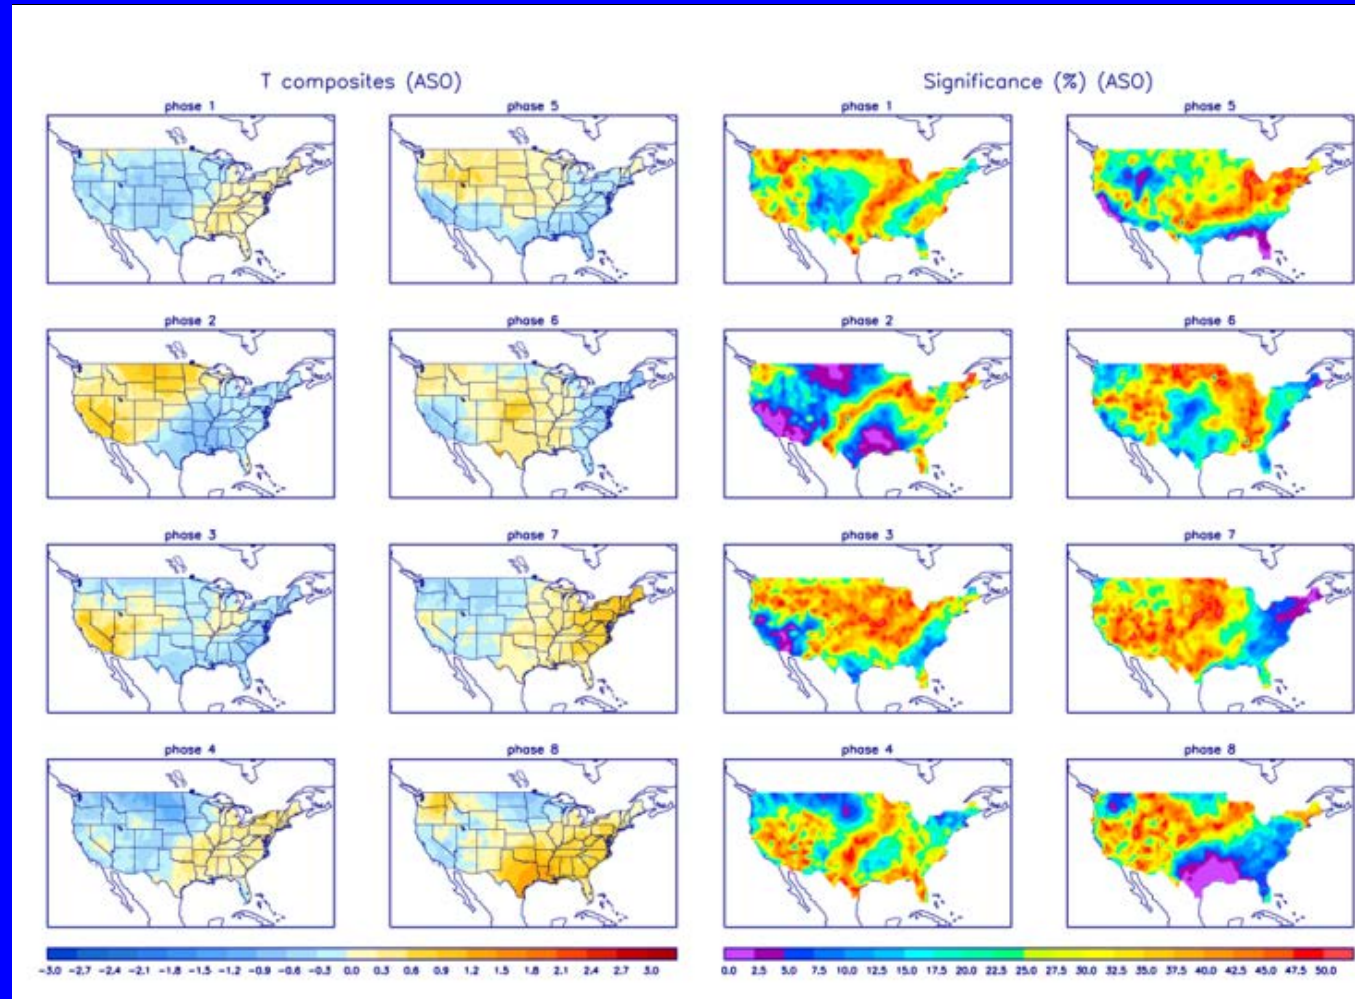 T composites (ASO) Significance (%) (ASO)
phase 1 phase 5 phase 1 phase 5
phase 2 phase 6 phase 2 phase 6
phase 3 phase 7 phase 3 phase 7
phase 4 phase 8 phase 4 phase 8
-3.0 -2.7 -2.4 -2.1 -1.8 -1.5 -1.2 -0.9 -0.6 -0.3 0.0 0.3 0.6 0.9 1.2 1.5 1.8 2.1 2.4 2.7 3.0 0.0 2.5 5.0 7.5 10.0 12.5 15.0 17.5 20.0 22.5 25.0 27.5 30.0 32.5 35.0 37.5 40.0 42.5 45.0 47.5 50.0